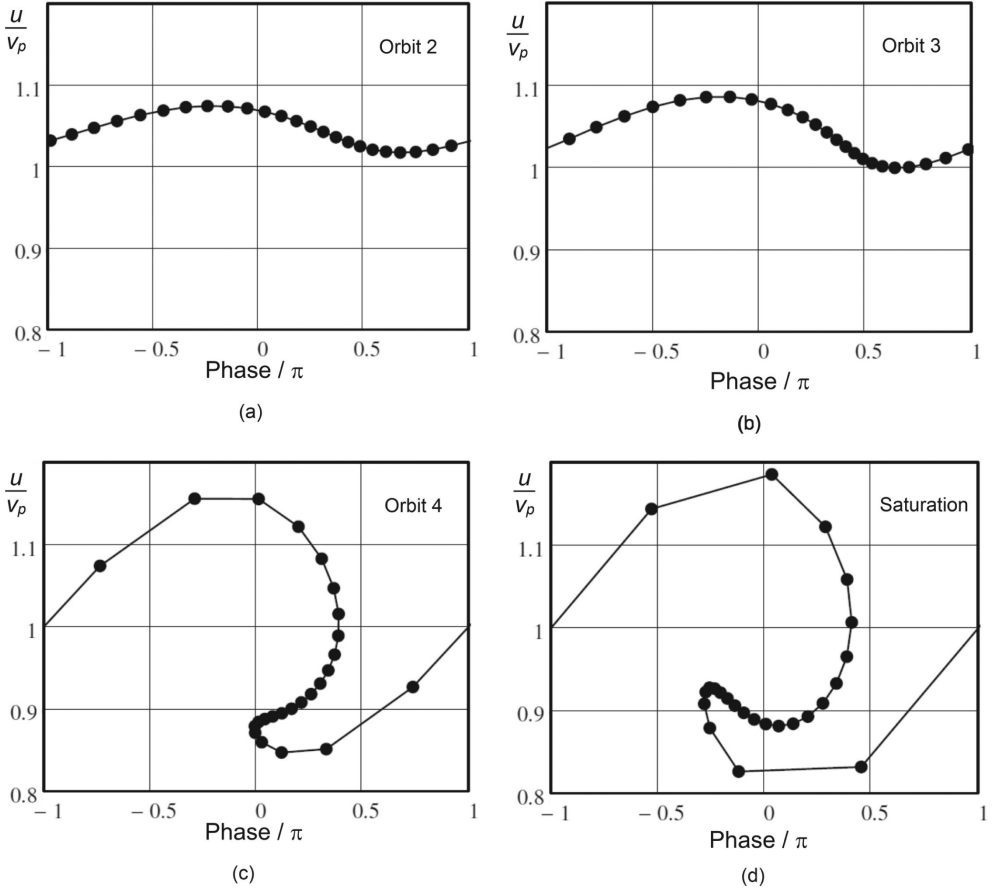 u/v_p
Orbit 2
1.1
1
0.9
0.8
− 1
− 0.5
0
0.5
1
Phase / π
(a)
u/v_p
Orbit 3
1.1
1
0.9
0.8
− 1
− 0.5
0
0.5
1
Phase / π
(b)
u/v_p
Orbit 4
1.1
1
0.9
0.8
− 1
− 0.5
0
0.5
1
Phase / π
(c)
u/v_p
Saturation
1.1
1
0.9
0.8
− 1
− 0.5
0
0.5
1
Phase / π
(d)